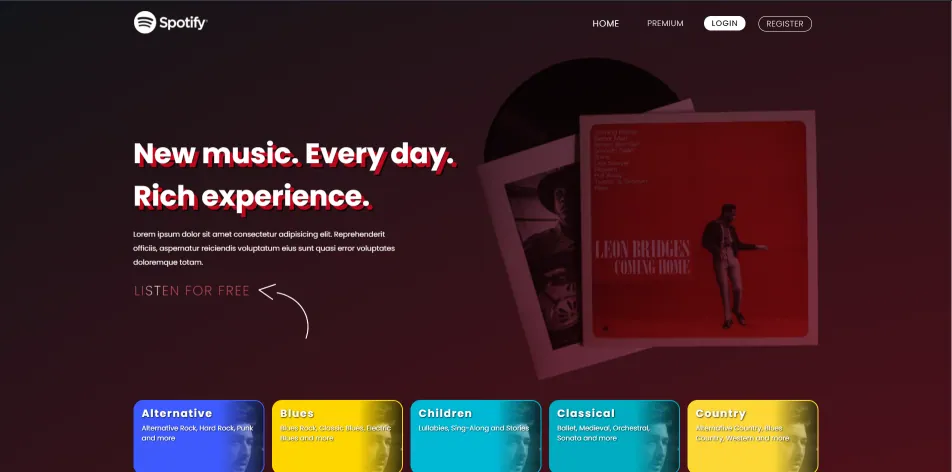 Spotify
HOME
PREMIUM
LOGIN
REGISTER
New music. Every day.
Rich experience.
Lorem ipsum dolor sit amet consectetur adipisicing elit. Reprehenderit
officiis, aspernatur reiciendis voluptatum eius sunt quasi error voluptates
doloremque totam.
LISTEN FOR FREE
LEON BRIDGES
COMING HOME
Alternative
Alternative Rock, Hard Rock, Punk
and more
Blues
Blues Rock, Classic Blues, Electric
Blues and more
Children
Lullabies, Sing-Along and Stories
Classical
Ballet, Medieval, Orchestral,
Sonata and more
Country
Alternative Country, Blues
Country, Western and more